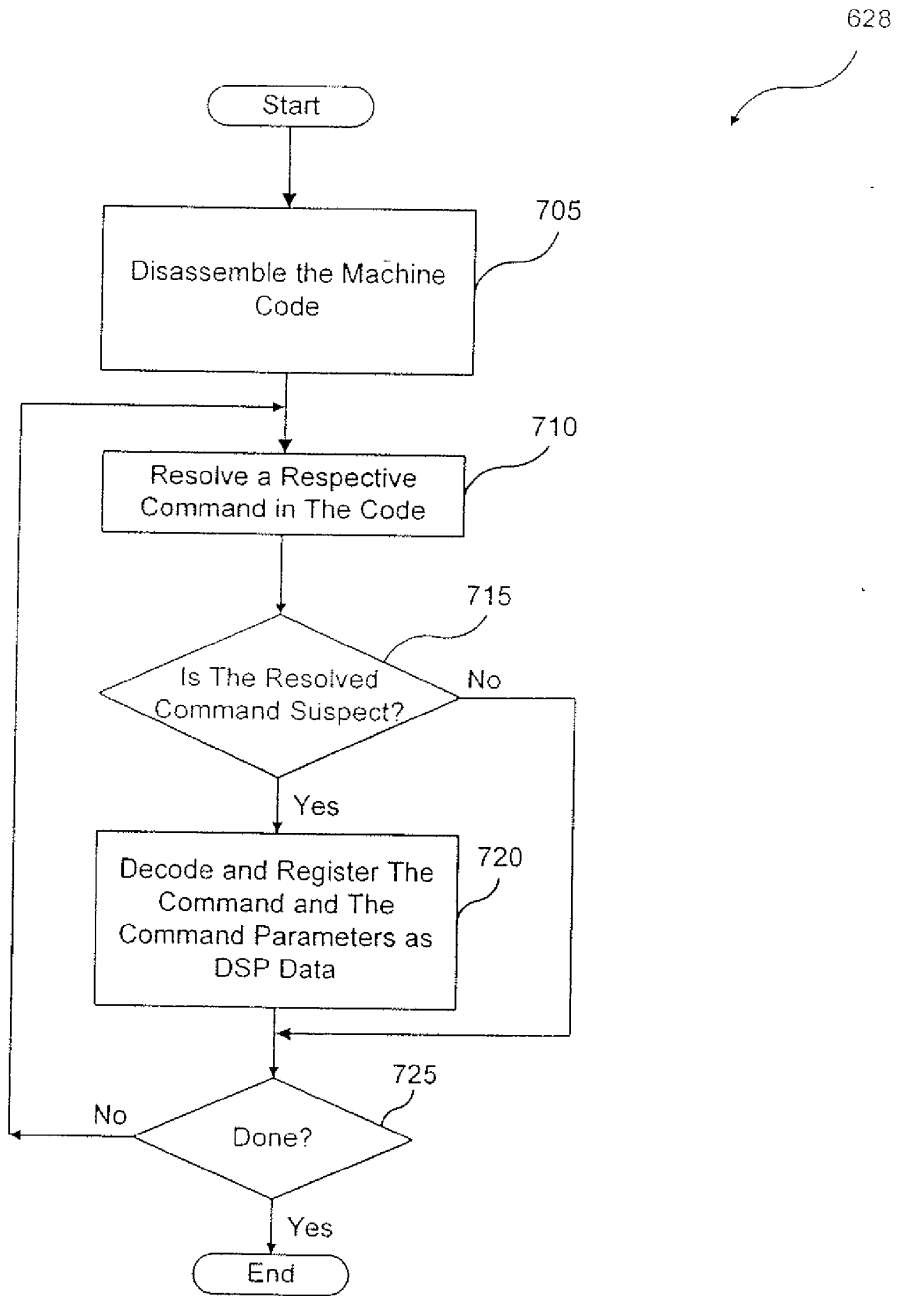 628
Start
705
Disassemble the Machine
Code
710
Resolve a Respective
Command in The Code
715
Is The Resolved
Command Suspect?
No
Yes
720
Decode and Register The
Command and The
Command Parameters as
DSP Data
725
No
Done?
Yes
End